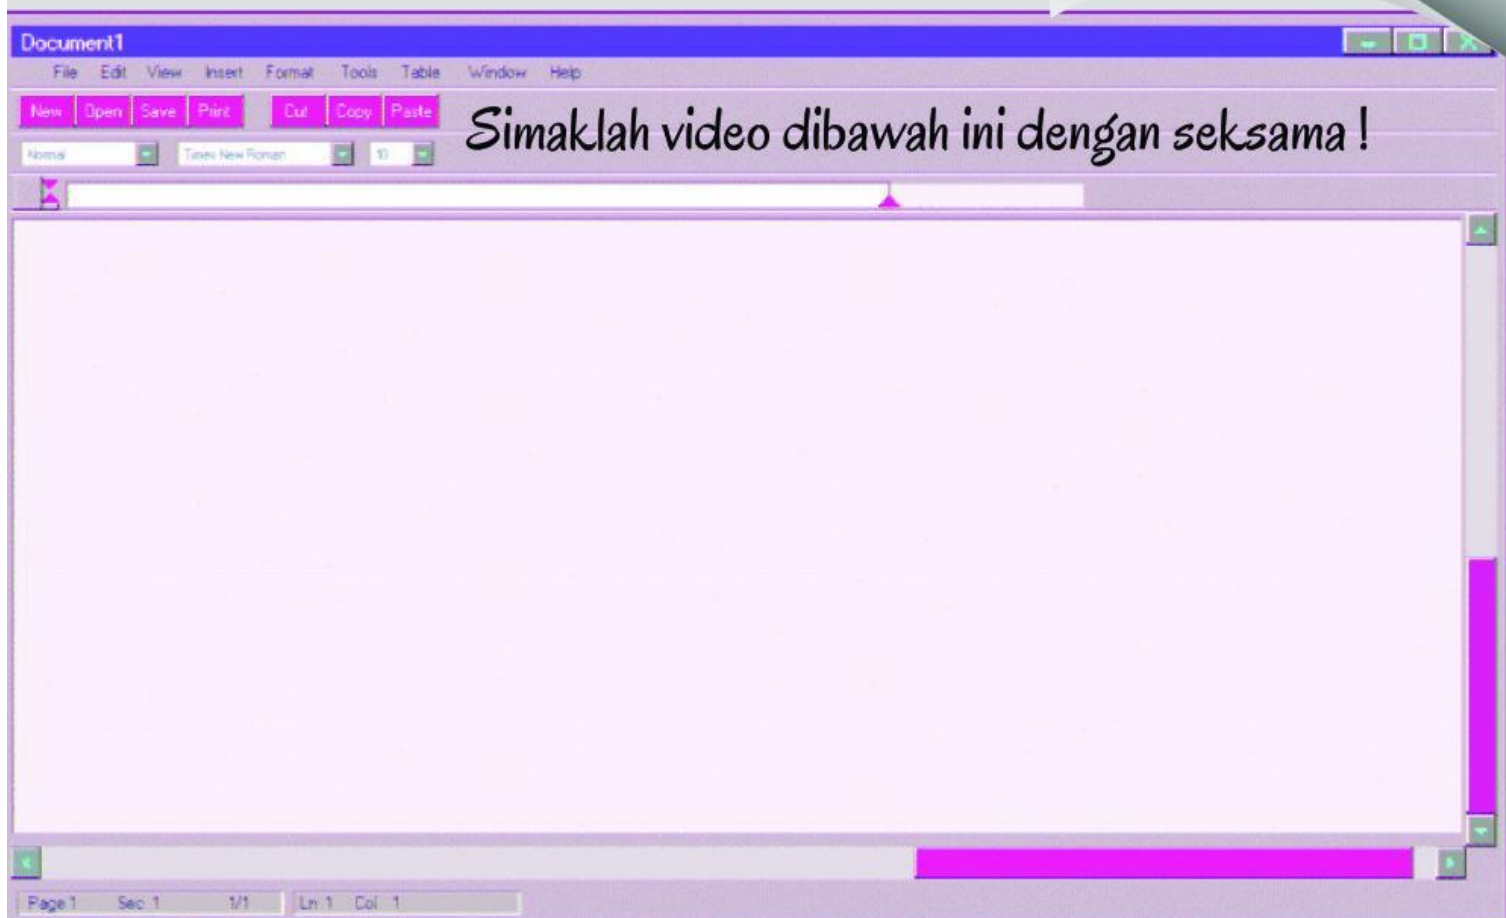 Document1
File Edit View Insert Format Tools Table Window Help
New Open Save Print Cut Copy Paste
Simaklah video dibawah ini dengan seksama !
Normal Times New Roman 10
Page 1 Sec 1 1/1 Ln 1 Col 1